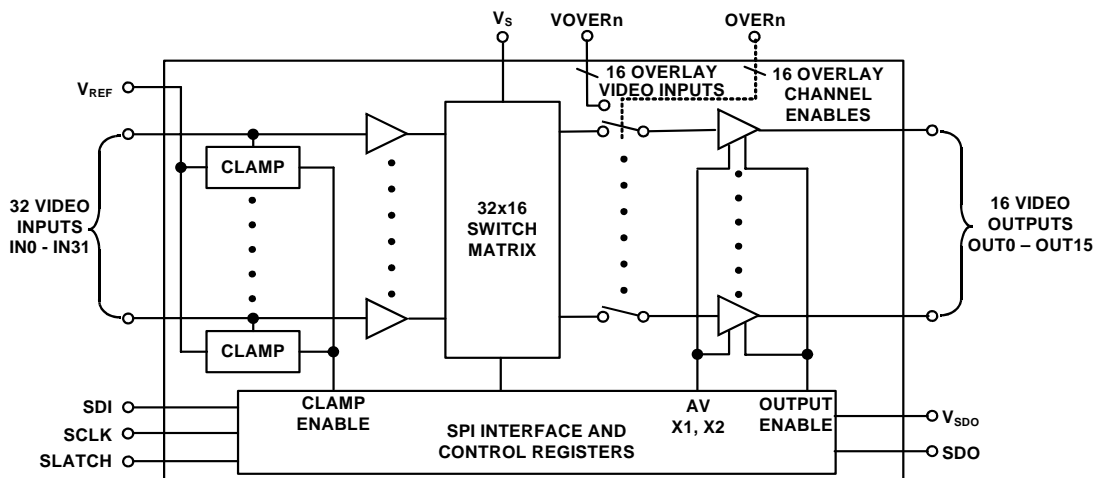 VS
VOVERn
OVERn
16 OVERLAY
VIDEO INPUTS
16 OVERLAY
CHANNEL
ENABLES
VREF
CLAMP
32 VIDEO
INPUTS
IN0 - IN31
32x16
SWITCH
MATRIX
16 VIDEO
OUTPUTS
OUT0 – OUT15
CLAMP
SDI
SCLK
SLATCH
CLAMP
ENABLE
SPI INTERFACE AND
CONTROL REGISTERS
AV
X1, X2
OUTPUT
ENABLE
VSDO
SDO